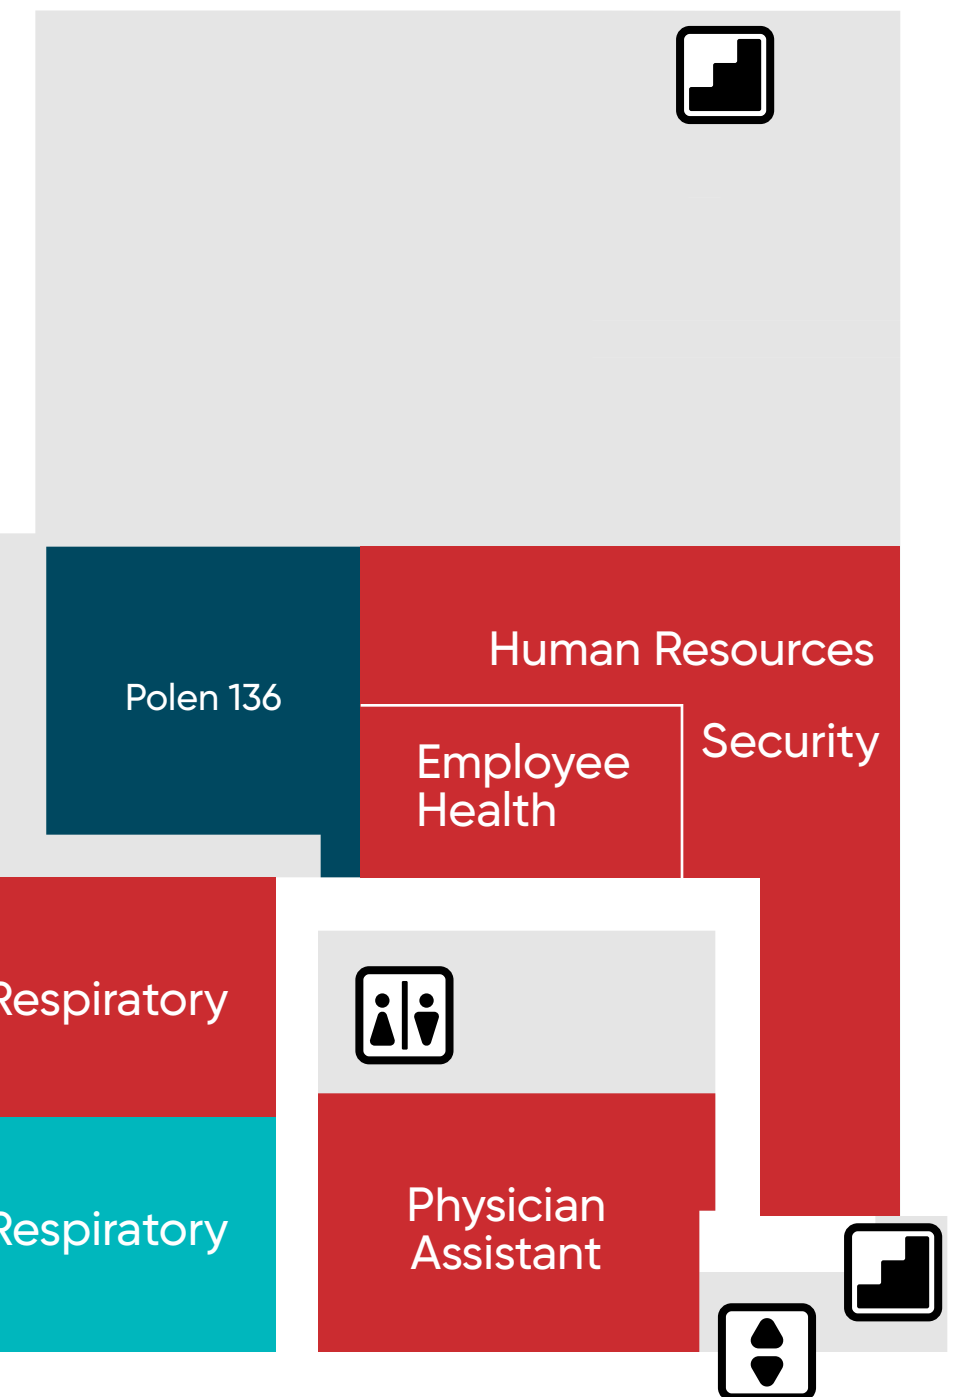 Human Resources
Polen 136
Security
Employee
Health
Respiratory
Physician
Assistant
Respiratory